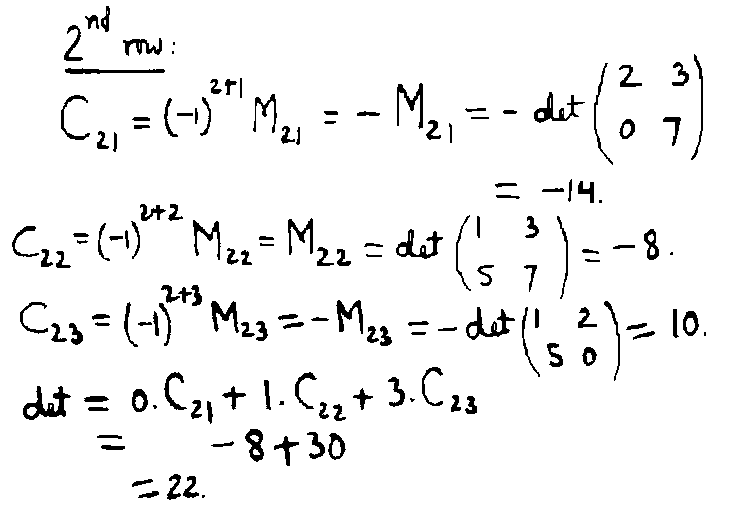 2nd row:
C₂₁ = (-1)²⁺¹ M₂₁ = - M₂₁ = - det (2 3; 0 7)
= -14.
C₂₂ = (-1)²⁺² M₂₂ = M₂₂ = det (1 3; 5 7) = -8.
C₂₃ = (-1)²⁺³ M₂₃ = - M₂₃ = - det (1 2; 5 0) = 10.
det = 0. C₂₁ + 1. C₂₂ + 3. C₂₃
= -8 + 30
= 22.